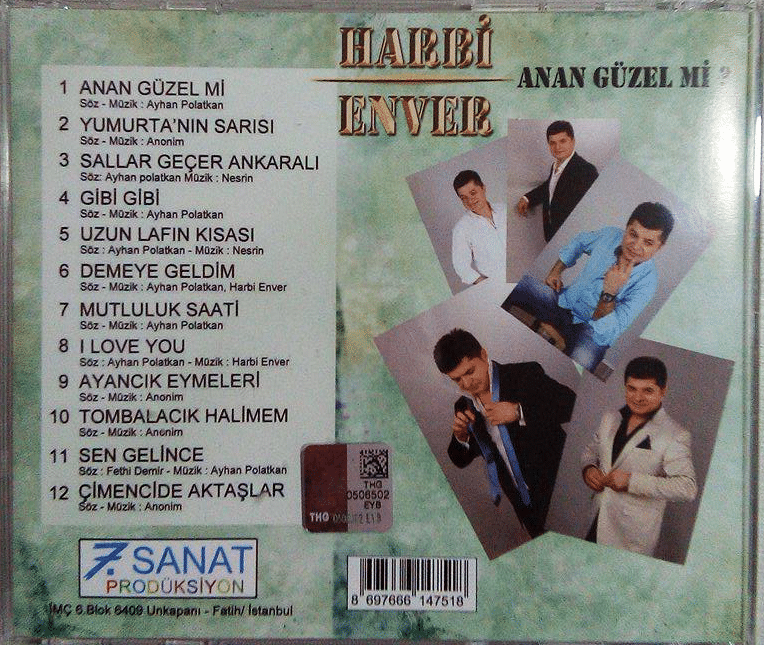 HARBİ
ENVER
ANAN GÜZEL Mİ ?
1 ANAN GÜZEL Mİ
Söz - Müzik : Ayhan Polatkan
2 YUMURTA'NIN SARISI
Söz - Müzik : Anonim
3 SALLAR GEÇER ANKARALI
Söz: Ayhan polatkan Müzik : Nesrin
4 GİBİ GİBİ
Söz - Müzik : Ayhan Polatkan
5 UZUN LAFIN KISASI
Söz : Ayhan Polatkan - Müzik : Nesrin
6 DEMEYE GELDİM
Söz - Müzik : Ayhan Polatkan, Harbi Enver
7 MUTLULUK SAATİ
Söz - Müzik : Ayhan Polatkan
8 I LOVE YOU
Söz : Ayhan Polatkan - Müzik : Harbi Enver
9 AYANCIK EYMELERİ
Söz - Müzik : Anonim
10 TOMBALACIK HALİMEM
Söz - Müzik : Anonim
11 SEN GELİNCE
Söz : Fethi Demir - Müzik : Ayhan Polatkan
12 ÇİMENCİDE AKTAŞLAR
Söz - Müzik : Anonim
THG
0506502
EYB
THG
7. SANAT
PRODÜKSİYON
İMÇ 6.Blok 6409 Unkapanı - Fatih/ İstanbul
8 697666 147518